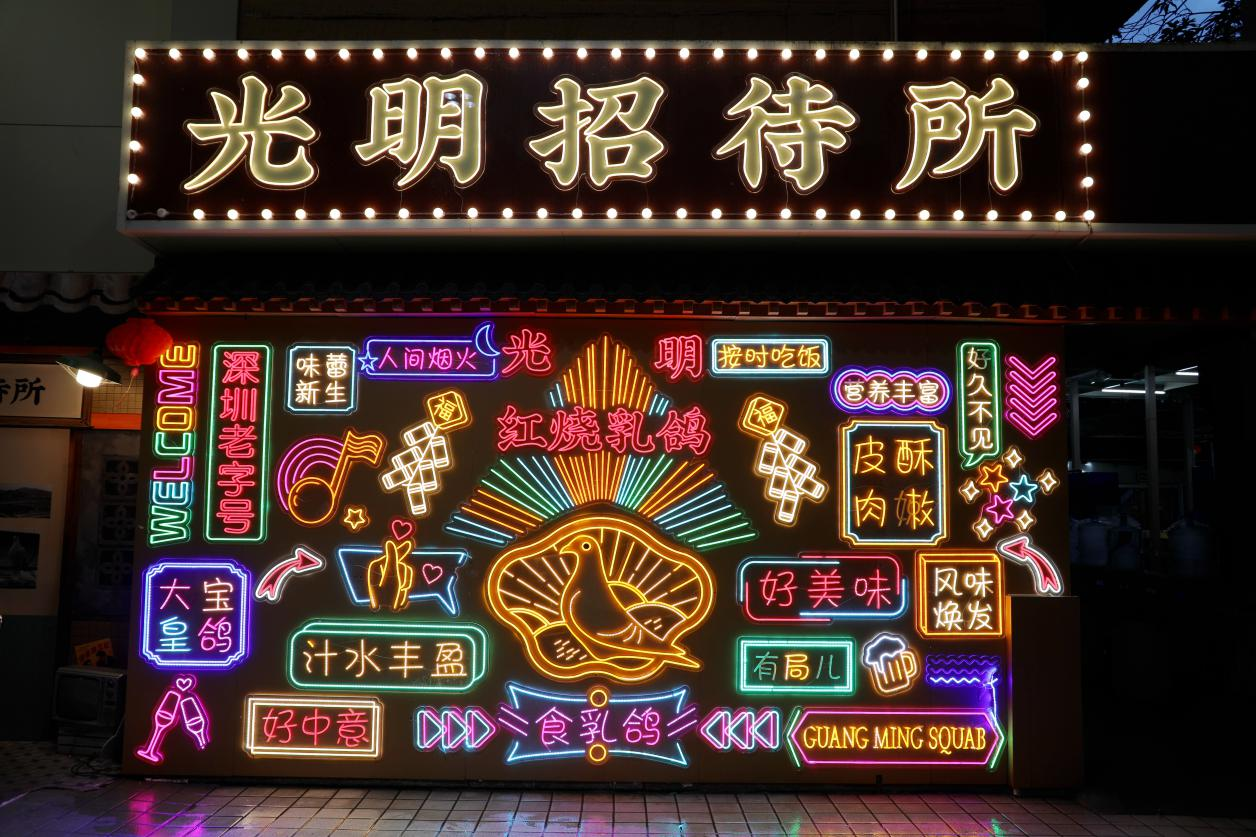 光明招待所
待所
WELCOME
深圳老字号
味蕾
新生
人间烟火
光明
按时吃饭
营养丰富
好久不见
福
红烧乳鸽
福
皮酥
肉嫩
大宝
皇鸽
好美味
风味
焕发
汁水丰盈
有局儿
好中意
食乳鸽
GUANG MING SQUAB